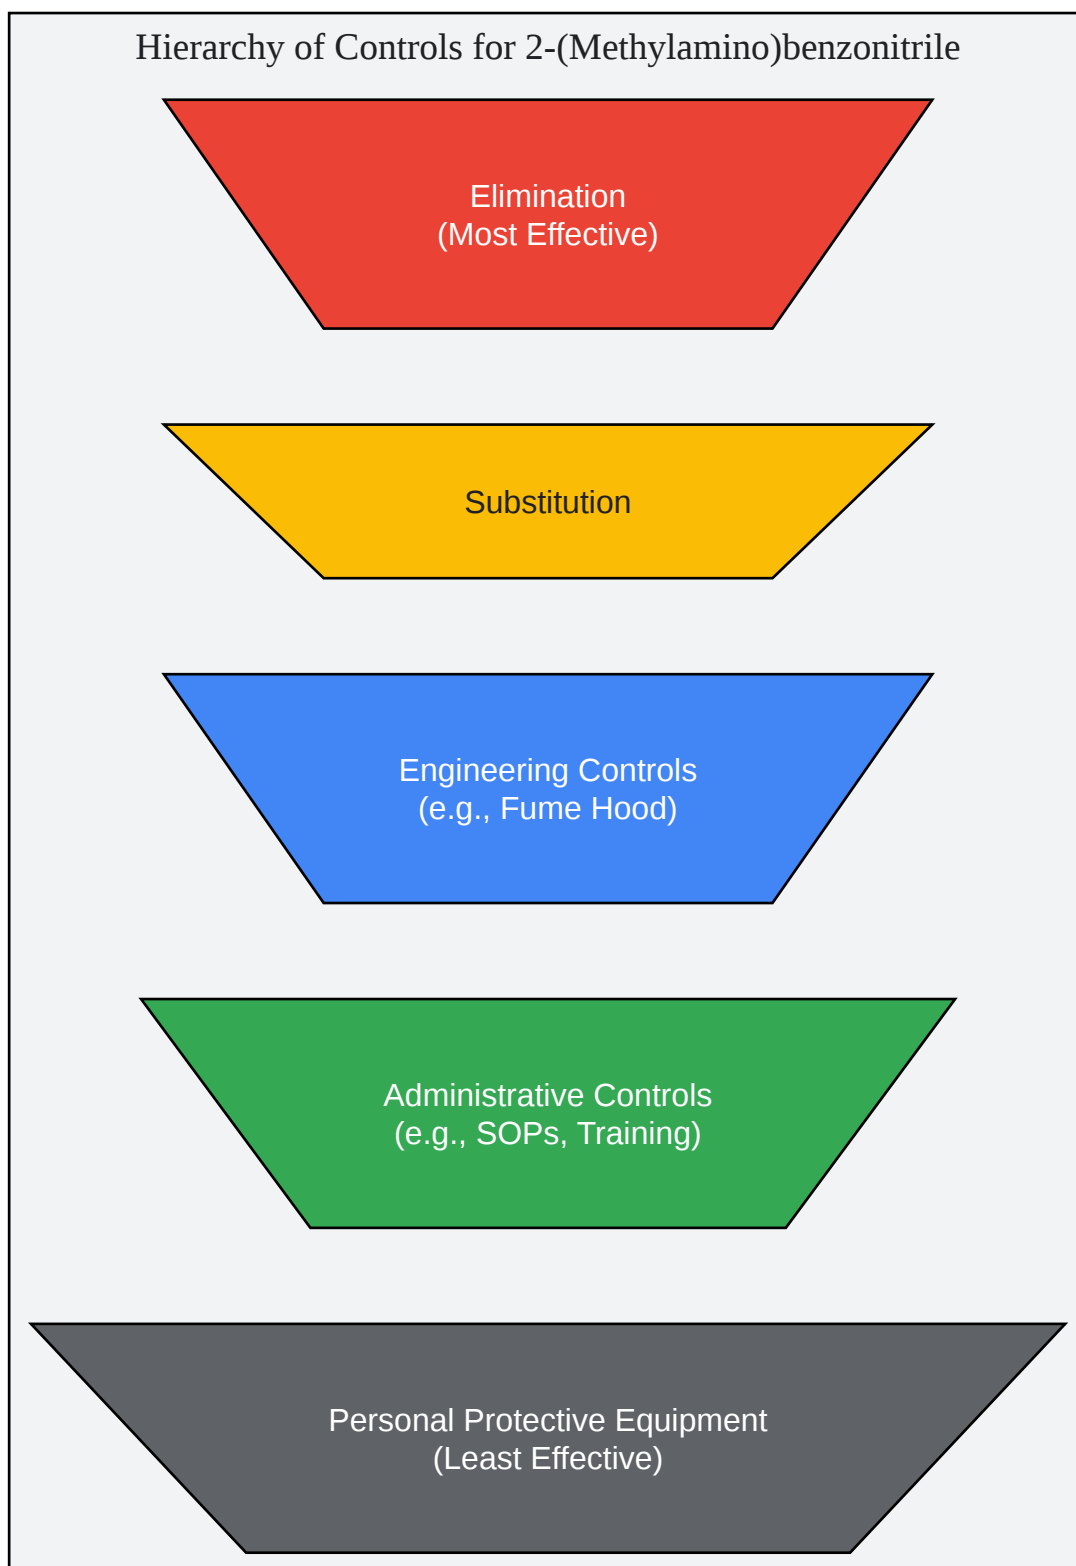 Hierarchy of Controls for 2-(Methylamino)benzonitrile
Elimination
(Most Effective)
Substitution
Engineering Controls
(e.g., Fume Hood)
Administrative Controls
(e.g., SOPs, Training)
Personal Protective Equipment
(Least Effective)